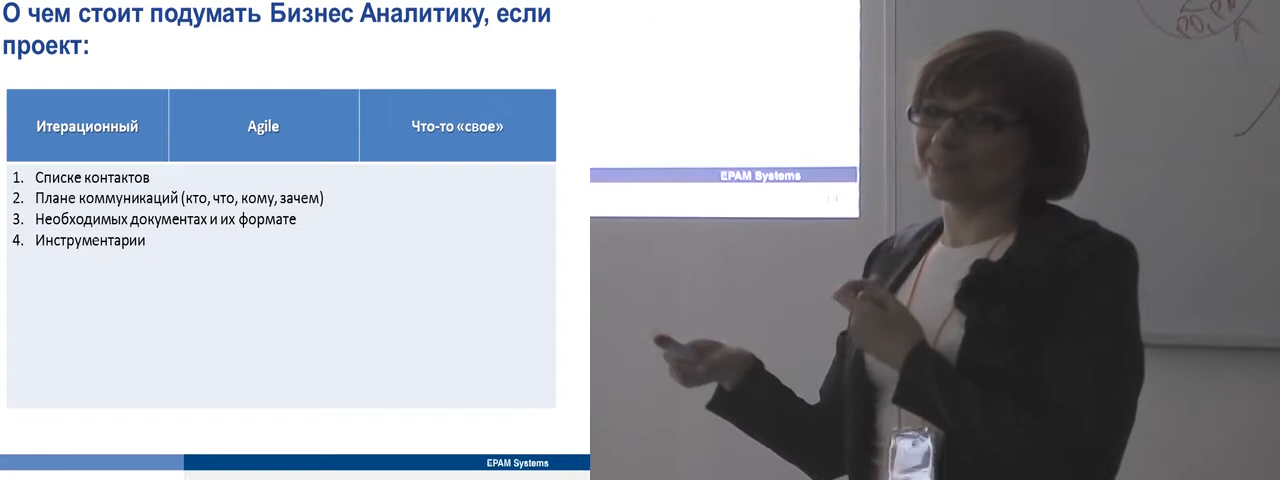 О чем стоит подумать Бизнес Аналитику, если
проект:
Итерационный
Agile
Что-то «свое»
1. Списке контактов
2. Плане коммуникаций (кто, что, кому, зачем)
3. Необходимых документах и их формате
4. Инструментарии
EPAM Systems
EPAM Systems